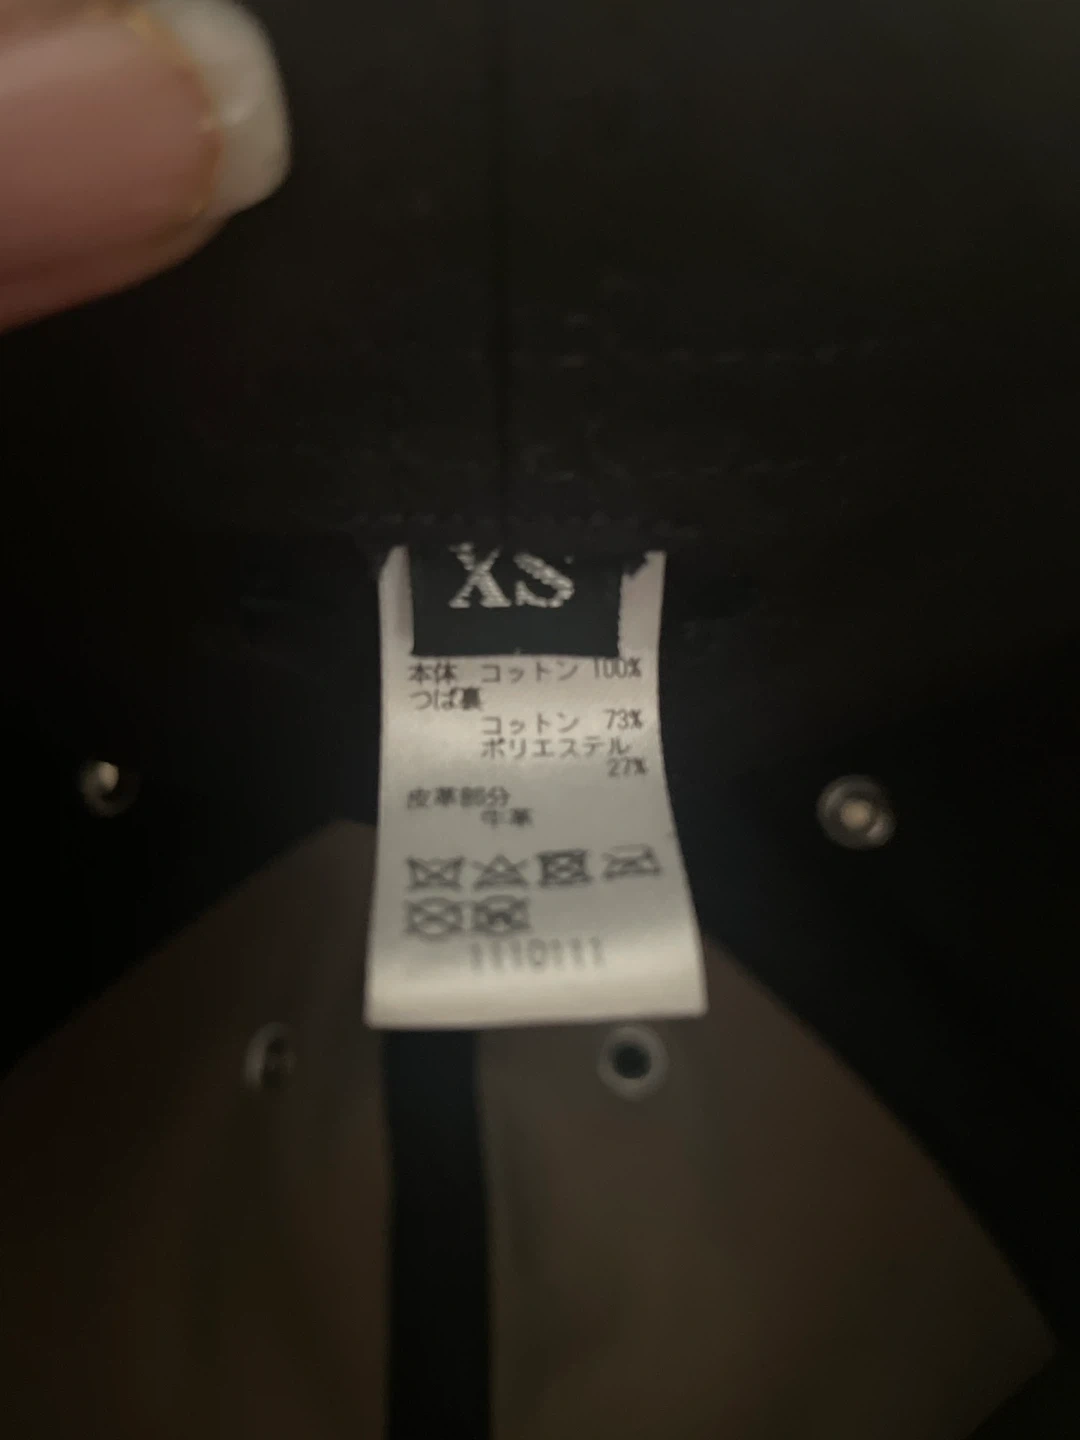 XS
本体 コットン 100%
つば裏
コットン 73%
ポリエステル
27%
皮革部分
牛革
1110111